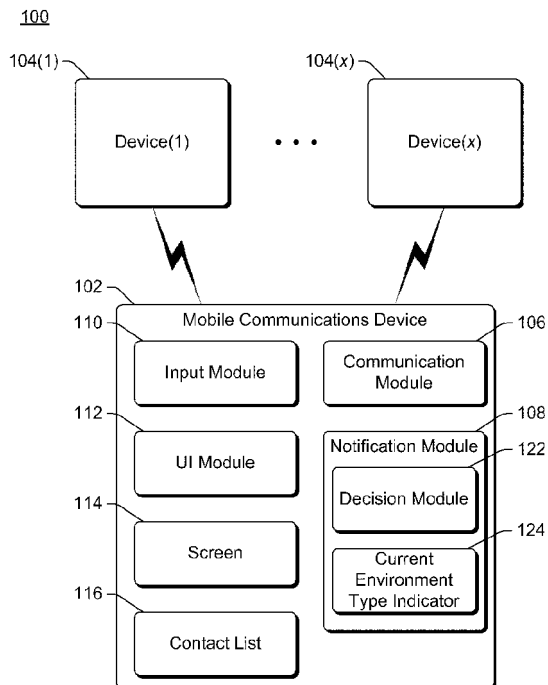 100
104(1)
104(x)
Device(1)
• • •
Device(x)
102
Mobile Communications Device
110
106
Input Module
Communication
Module
112
108
UI Module
Notification Module
122
Decision Module
114
124
Screen
Current
Environment
Type Indicator
116
Contact List